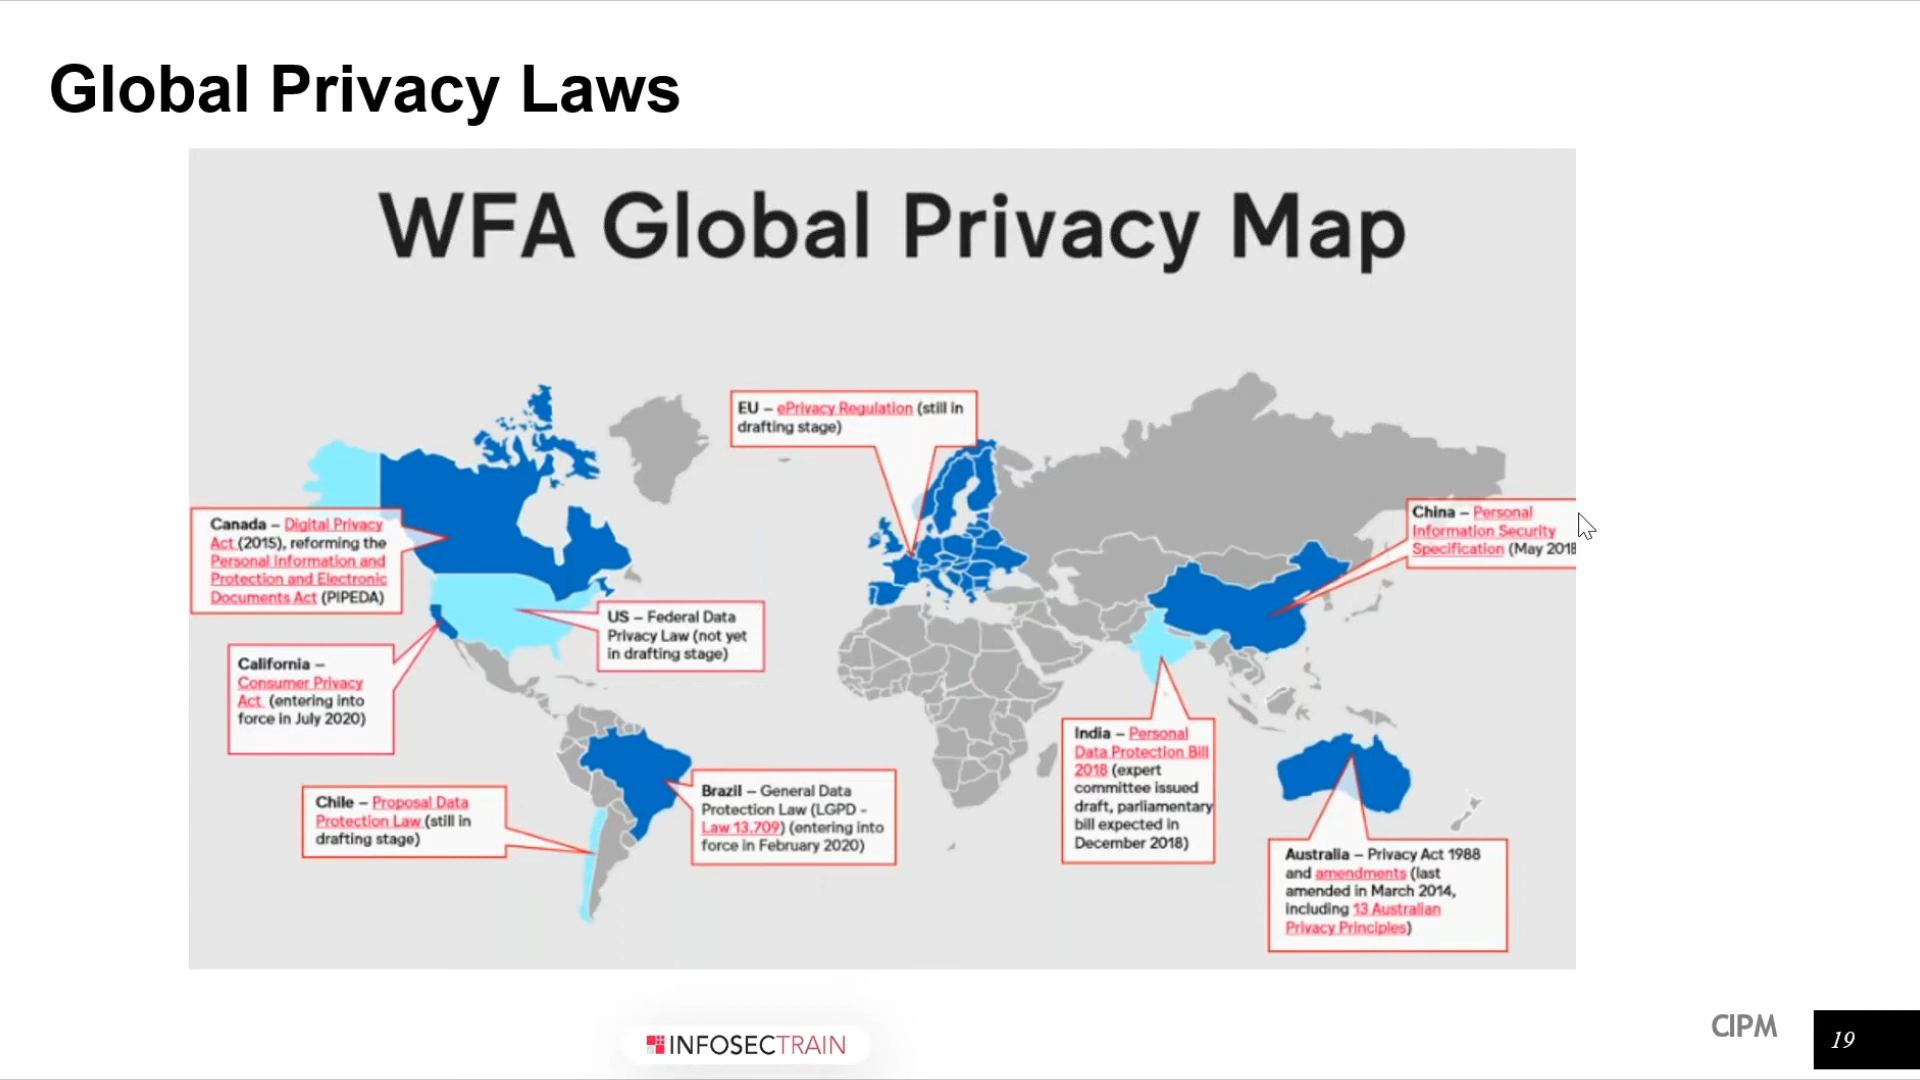 Global Privacy Laws
WFA Global Privacy Map
EU – ePrivacy Regulation (still in
drafting stage)
Canada – Digital Privacy
Act (2015), reforming the
Personal Information and
Protection and Electronic
Documents Act (PIPEDA)
China – Personal
Information Security
Specification (May 2018
US – Federal Data
Privacy Law (not yet
in drafting stage)
California –
Consumer Privacy
Act (entering into
force in July 2020)
India – Personal
Data Protection Bill
2018 (expert
committee issued
draft, parliamentary
bill expected in
December 2018)
Chile – Proposal Data
Protection Law (still in
drafting stage)
Brazil – General Data
Protection Law (LGPD -
Law 13.709) (entering into
force in February 2020)
Australia – Privacy Act 1988
and amendments (last
amended in March 2014,
including 13 Australian
Privacy Principles)
INFOSECTRAIN
CIPM
19